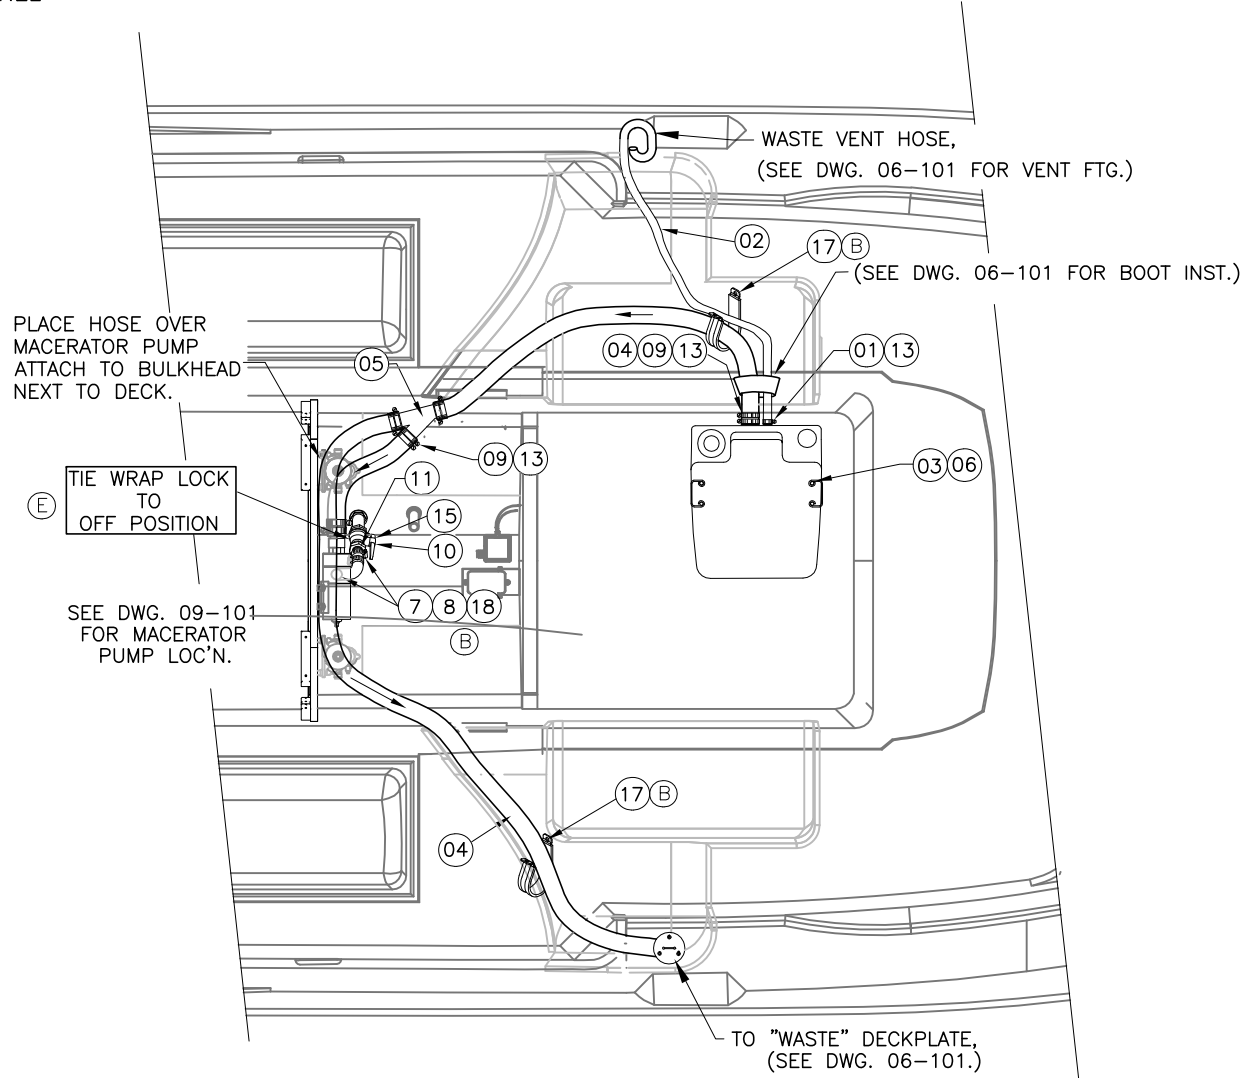 WASTE VENT HOSE,
(SEE DWG. 06-101 FOR VENT FTG.)
02
17 B
(SEE DWG. 06-101 FOR BOOT INST.)
PLACE HOSE OVER
MACERATOR PUMP
ATTACH TO BULKHEAD
NEXT TO DECK.
05
04 09 13
01 13
09 13
03 06
11
TIE WRAP LOCK
TO
OFF POSITION
E
15
10
7 8 18
B
SEE DWG. 09-101
FOR MACERATOR
PUMP LOC'N.
17 B
04
TO "WASTE" DECKPLATE,
(SEE DWG. 06-101.)